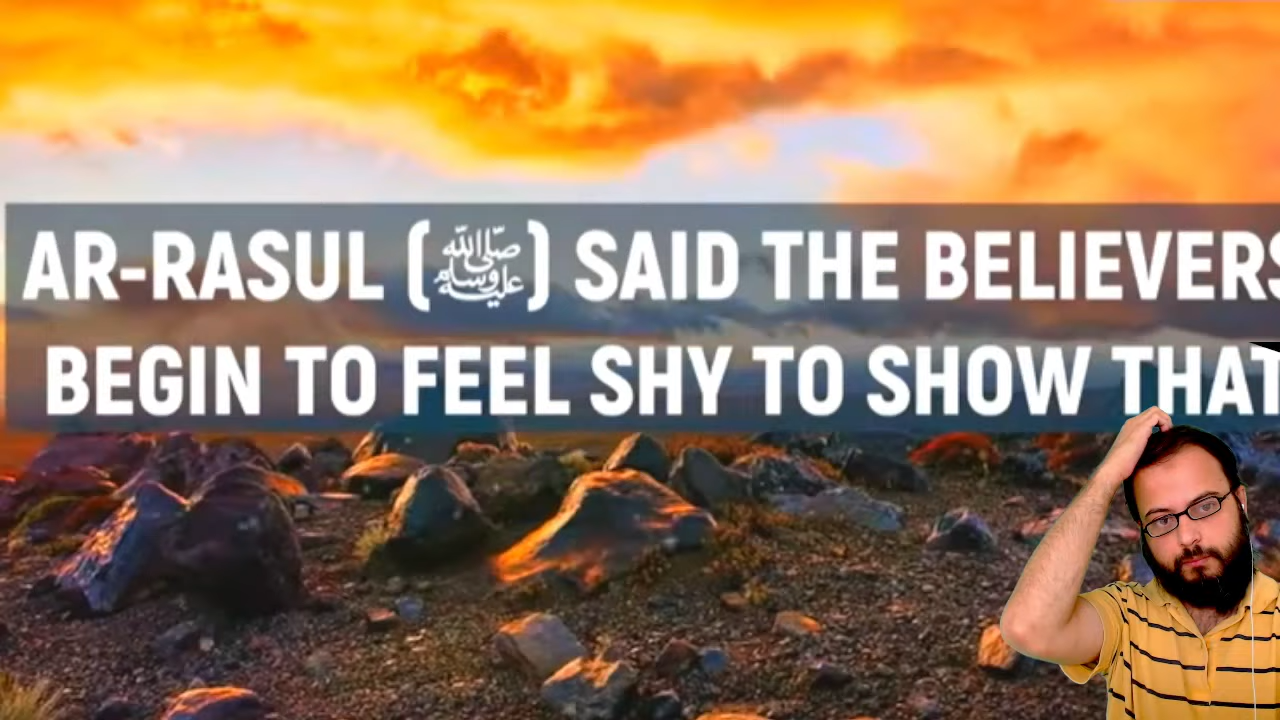 AR-RASUL (ﷺ) SAID THE BELIEVERS
BEGIN TO FEEL SHY TO SHOW THAT